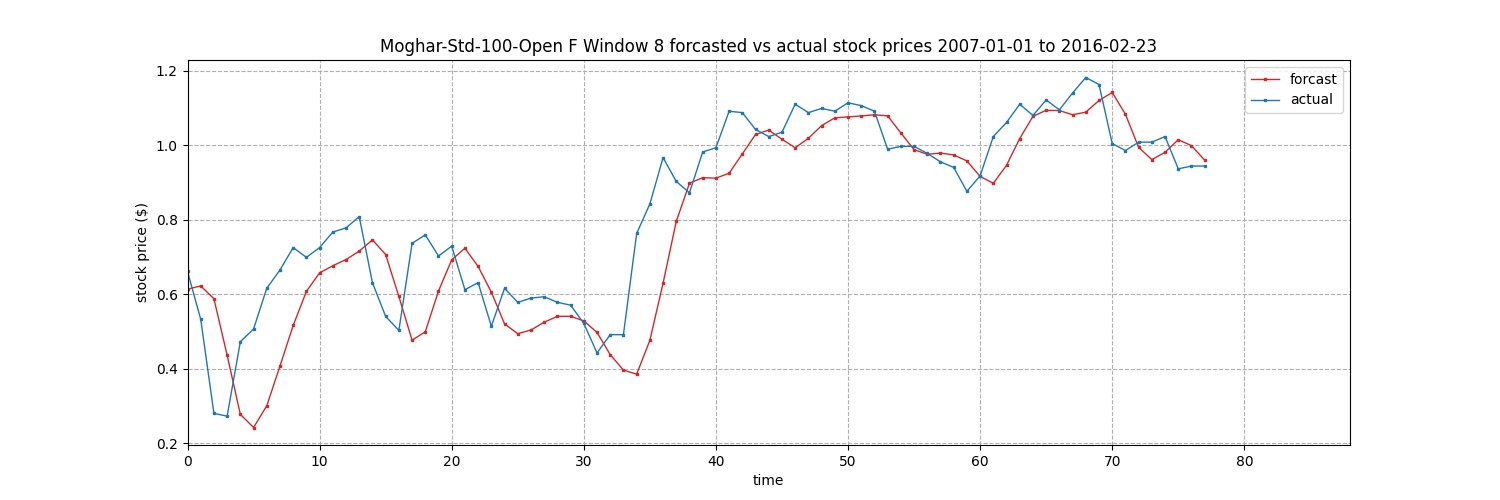 Moghar-Std-100-Open F Window 8 forcasted vs actual stock prices 2007-01-01 to 2016-02-23
forcast
actual
stock price ($)
1.2
1.0
0.8
0.6
0.4
0.2
0 10 20 30 40 50 60 70 80
time